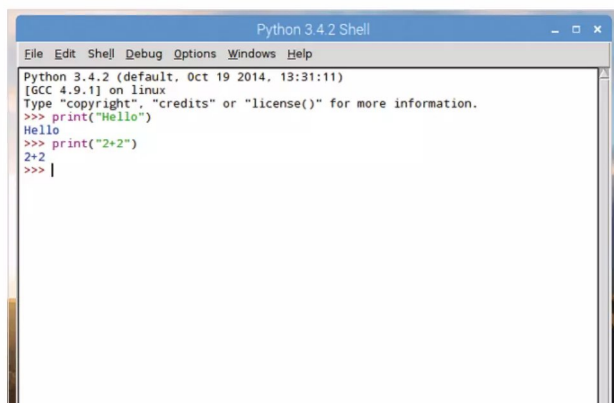 Python 3.4.2 Shell
File Edit Shell Debug Options Windows Help
Python 3.4.2 (default, Oct 19 2014, 13:31:11)
[GCC 4.9.1] on linux
Type "copyright", "credits" or "license()" for more information.
>>> print("Hello")
Hello
>>> print("2+2")
2+2
>>>